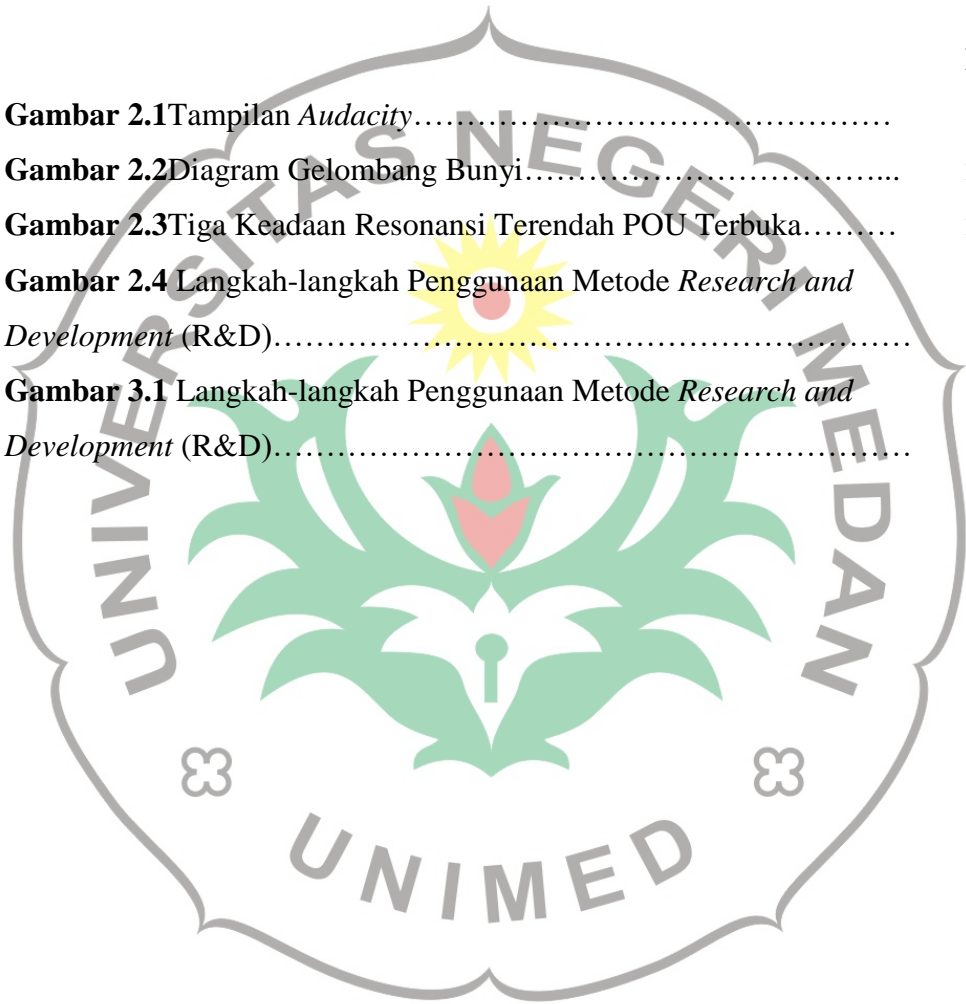 Gambar 2.1Tampilan Audacity………………………………………
Gambar 2.2Diagram Gelombang Bunyi……………………………...
Gambar 2.3Tiga Keadaan Resonansi Terendah POU Terbuka………
Gambar 2.4 Langkah-langkah Penggunaan Metode Research and
Development (R&D)……………………………………………………
Gambar 3.1 Langkah-langkah Penggunaan Metode Research and
Development (R&D)……………………………………………………
UNIVERSITAS NEGERI MEDAN
UNIMED